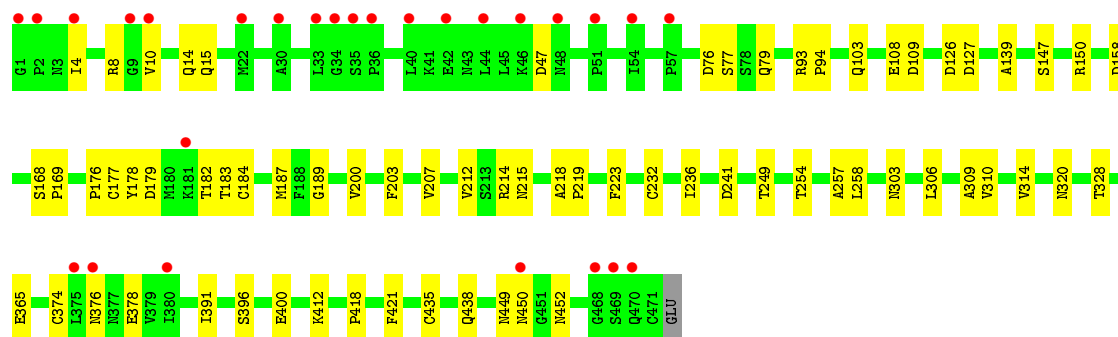 G1 P2 N3 I4 R8 G9 V10 Q14 Q15 M22 A30 L33 G34 S35 P36 L40 K41 E42 N43 L44 L45 K46 D47 N48 P51 I54 P57 D76 S77 S78 Q79 R93 P94 Q103 E108 D109 D126 D127 A139 S147 R150 D158
S168 P169 P176 C177 Y178 D179 M180 K181 T182 T183 C184 M187 F188 G189 V200 F203 V207 V212 S213 R214 N215 A218 P219 F223 C232 I236 D241 T249 T254 A257 L258 N303 L306 A309 V310 V314 N320 T328
E365 C374 L375 N376 N377 E378 V379 I380 I391 S396 E400 K412 P418 F421 C435 Q438 N449 N450 G451 N452 G468 S469 Q470 C471 GLU